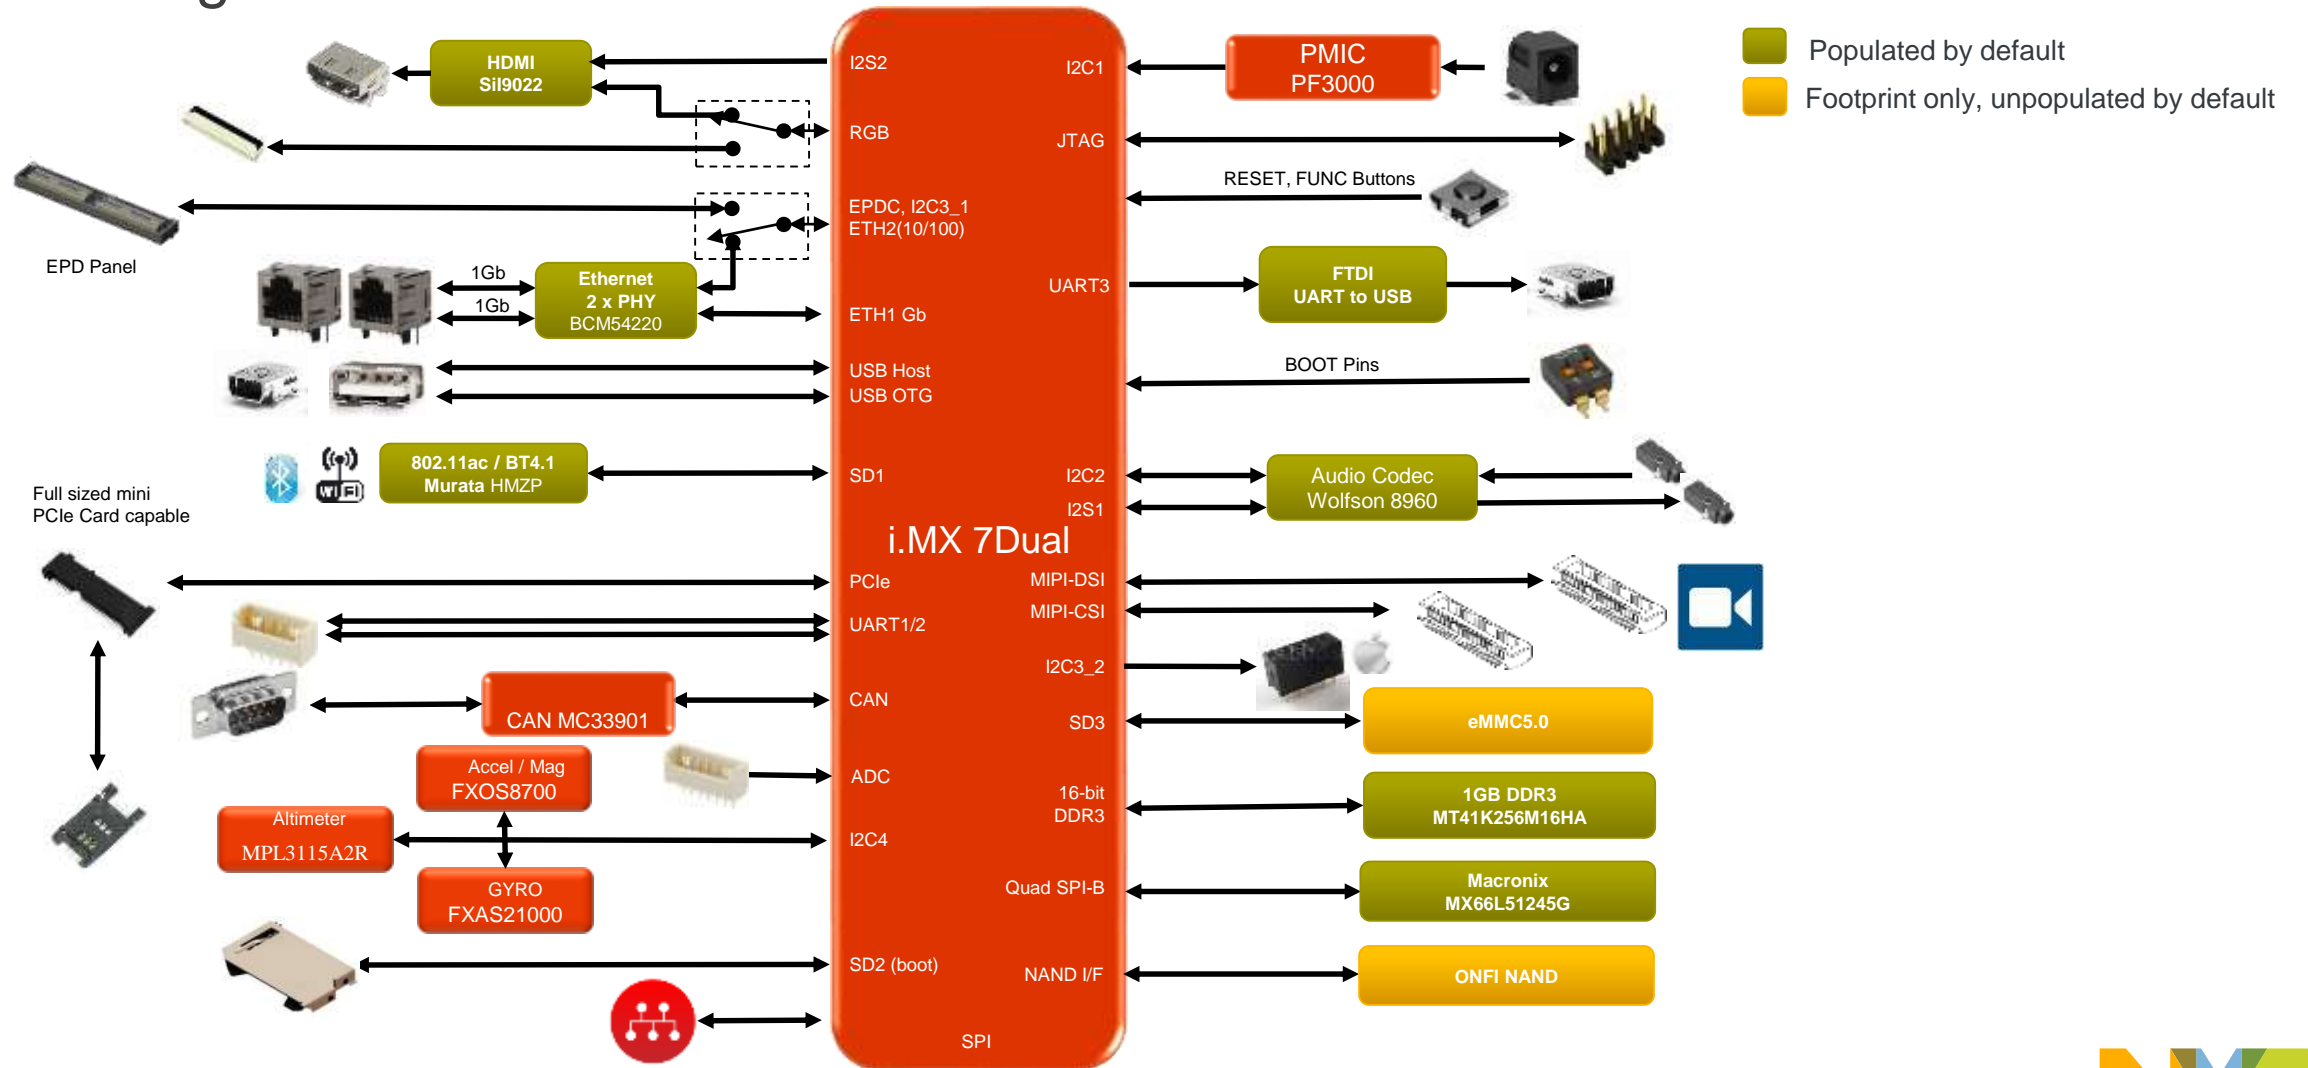 HDMI
SiI9022
I2S2
RGB
EPDC, I2C3_1
ETH2(10/100)
EPD Panel
1Gb
1Gb
Ethernet
2 x PHY
BCM54220
ETH1 Gb
USB Host
USB OTG
WiFi
802.11ac / BT4.1
Murata HMZP
SD1
Full sized mini
PCIe Card capable
i.MX 7Dual
PCIe
UART1/2
CAN MC33901
CAN
ADC
Accel / Mag
FXOS8700
Altimeter
MPL3115A2R
I2C4
GYRO
FXAS21000
SD2 (boot)
SPI
I2C1
PMIC
PF3000
JTAG
RESET, FUNC Buttons
UART3
FTDI
UART to USB
BOOT Pins
I2C2
I2S1
Audio Codec
Wolfson 8960
MIPI-DSI
MIPI-CSI
I2C3_2
SD3
eMMC5.0
16-bit
DDR3
1GB DDR3
MT41K256M16HA
Quad SPI-B
Macronix
MX66L51245G
NAND I/F
ONFI NAND
Populated by default
Footprint only, unpopulated by default